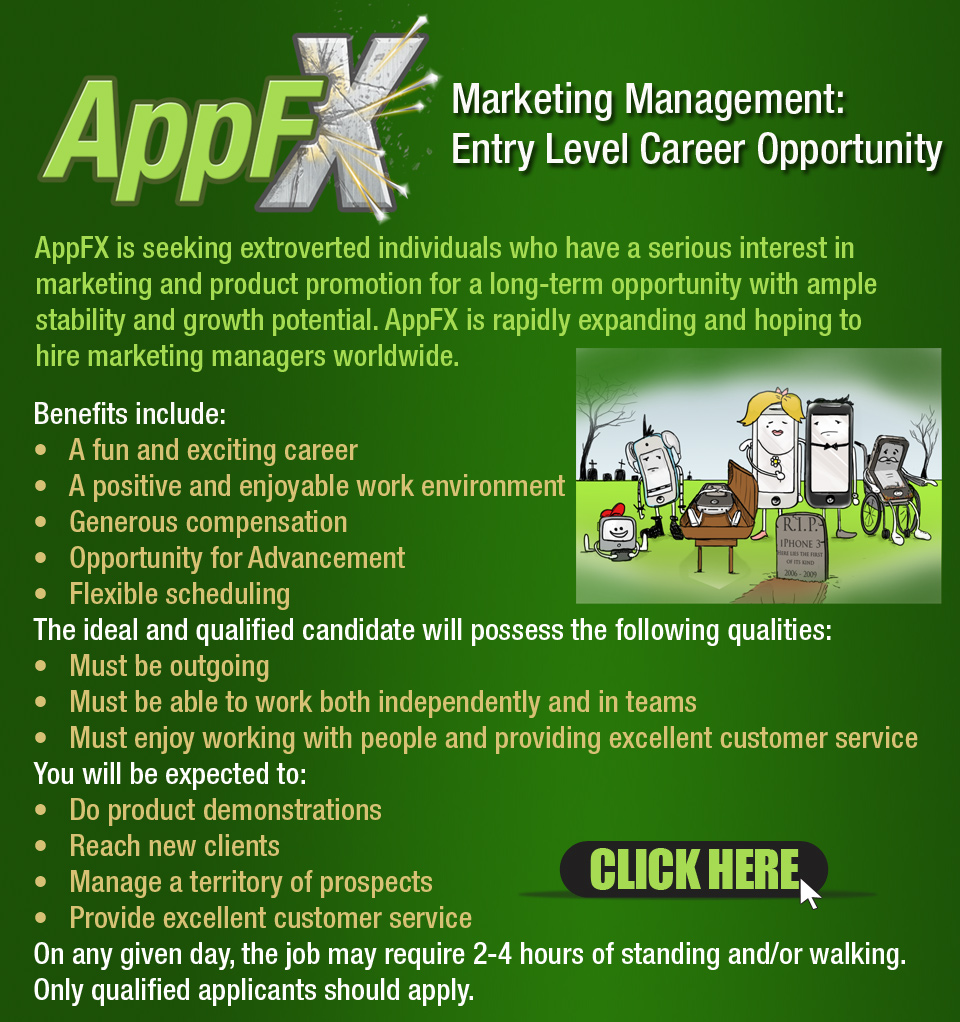 AppFX
Marketing Management:
Entry Level Career Opportunity
AppFX is seeking extroverted individuals who have a serious interest in
marketing and product promotion for a long-term opportunity with ample
stability and growth potential. AppFX is rapidly expanding and hoping to
hire marketing managers worldwide.
Benefits include:
• A fun and exciting career
• A positive and enjoyable work environment
• Generous compensation
• Opportunity for Advancement
• Flexible scheduling
R.I.P.
iPHONE 3
HERE LIES THE FIRST
OF ITS KIND
2006 - 2009
The ideal and qualified candidate will possess the following qualities:
• Must be outgoing
• Must be able to work both independently and in teams
• Must enjoy working with people and providing excellent customer service
You will be expected to:
• Do product demonstrations
• Reach new clients
• Manage a territory of prospects
• Provide excellent customer service
CLICK HERE
On any given day, the job may require 2-4 hours of standing and/or walking.
Only qualified applicants should apply.